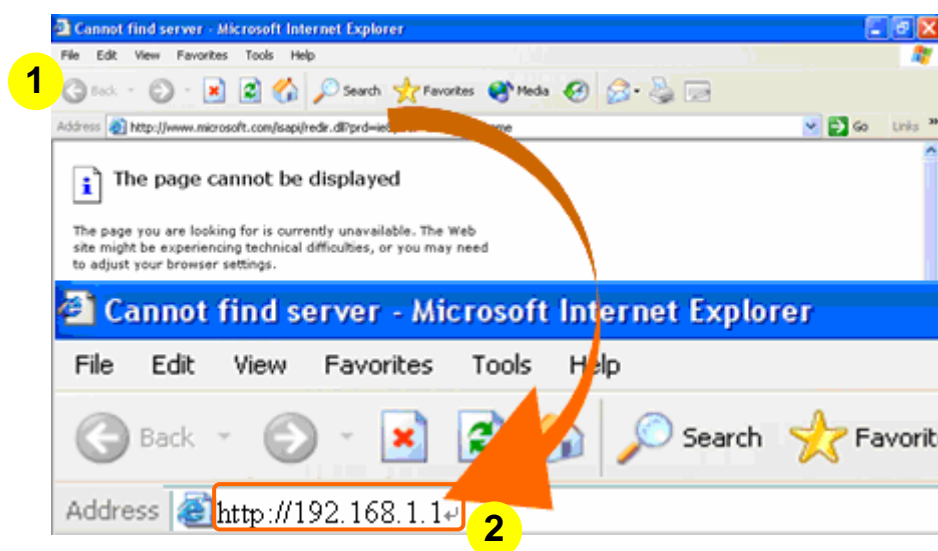 Cannot find server - Microsoft Internet Explorer
File Edit View Favorites Tools Help
1
Back Search Favorites Media
Address http://www.microsoft.com/isapi/redir.dll?prd=ie Go Links »
i The page cannot be displayed
The page you are looking for is currently unavailable. The Web
site might be experiencing technical difficulties, or you may need
to adjust your browser settings.
Cannot find server - Microsoft Internet Explorer
File Edit View Favorites Tools Help
Back Search Favorit
Address http://192.168.1.1↵
2